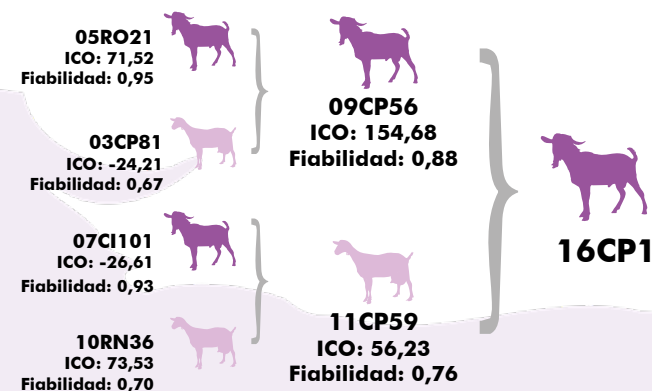 05RO21
ICO: 71,52
Fiabilidad: 0,95
03CP81
ICO: -24,21
Fiabilidad: 0,67
07CI101
ICO: -26,61
Fiabilidad: 0,93
10RN36
ICO: 73,53
Fiabilidad: 0,70
09CP56
ICO: 154,68
Fiabilidad: 0,88
11CP59
ICO: 56,23
Fiabilidad: 0,76
16CP1